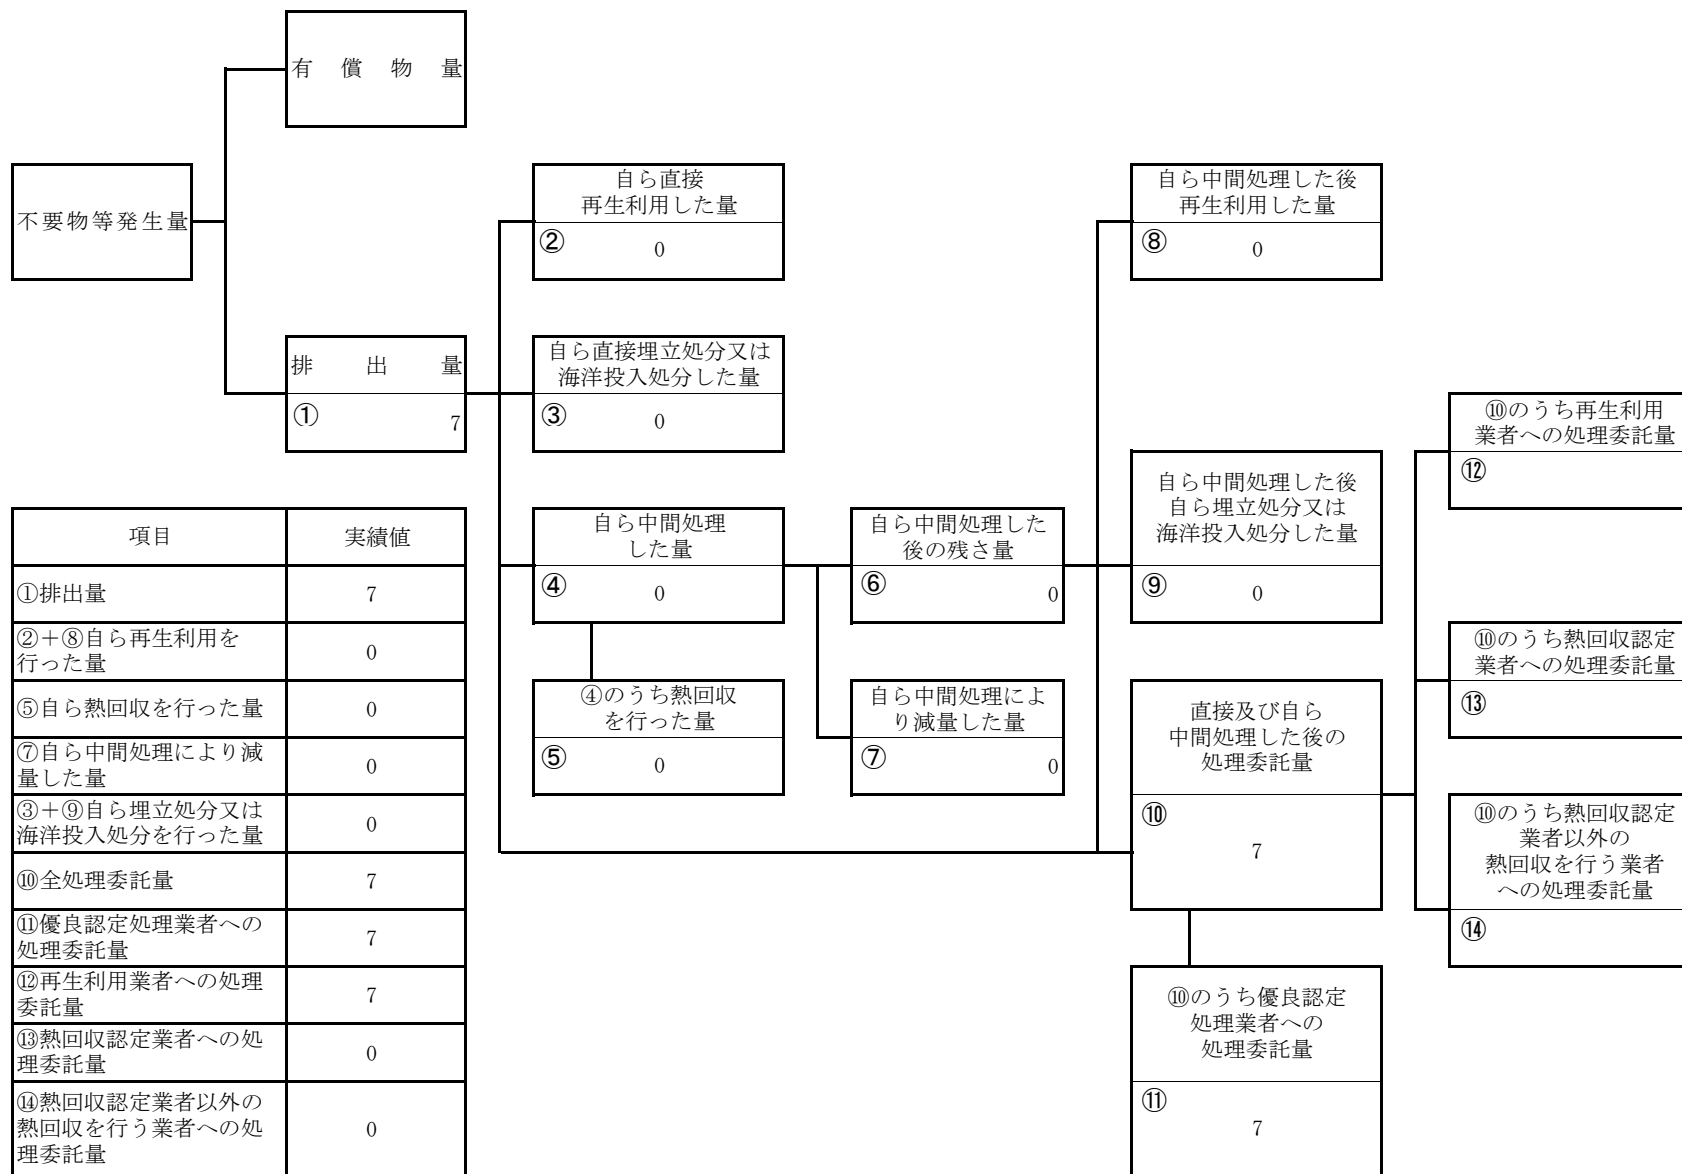 有償物量
不要物等発生量
排出量
① 7
自ら直接
再生利用した量
② 0
自ら直接埋立処分又は
海洋投入処分した量
③ 0
自ら中間処理
した量
④ 0
④のうち熱回収
を行った量
⑤ 0
自ら中間処理した
後の残さ量
⑥ 0
自ら中間処理によ
り減量した量
⑦ 0
自ら中間処理した後
再生利用した量
⑧ 0
自ら中間処理した後
自ら埋立処分又は
海洋投入処分した量
⑨ 0
直接及び自ら
中間処理した後の
処理委託量
⑩
7
⑩のうち優良認定
処理業者への
処理委託量
⑪
7
⑩のうち再生利用
業者への処理委託量
⑫
⑩のうち熱回収認定
業者への処理委託量
⑬
⑩のうち熱回収認定
業者以外の
熱回収を行う業者
への処理委託量
⑭
項目 実績値
①排出量 7
②＋⑧自ら再生利用を
行った量 0
⑤自ら熱回収を行った量 0
⑦自ら中間処理により減
量した量 0
③＋⑨自ら埋立処分又は
海洋投入処分を行った量 0
⑩全処理委託量 7
⑪優良認定処理業者への
処理委託量 7
⑫再生利用業者への処理
委託量 7
⑬熱回収認定業者への処
理委託量 0
⑭熱回収認定業者以外の
熱回収を行う業者への処 0
理委託量